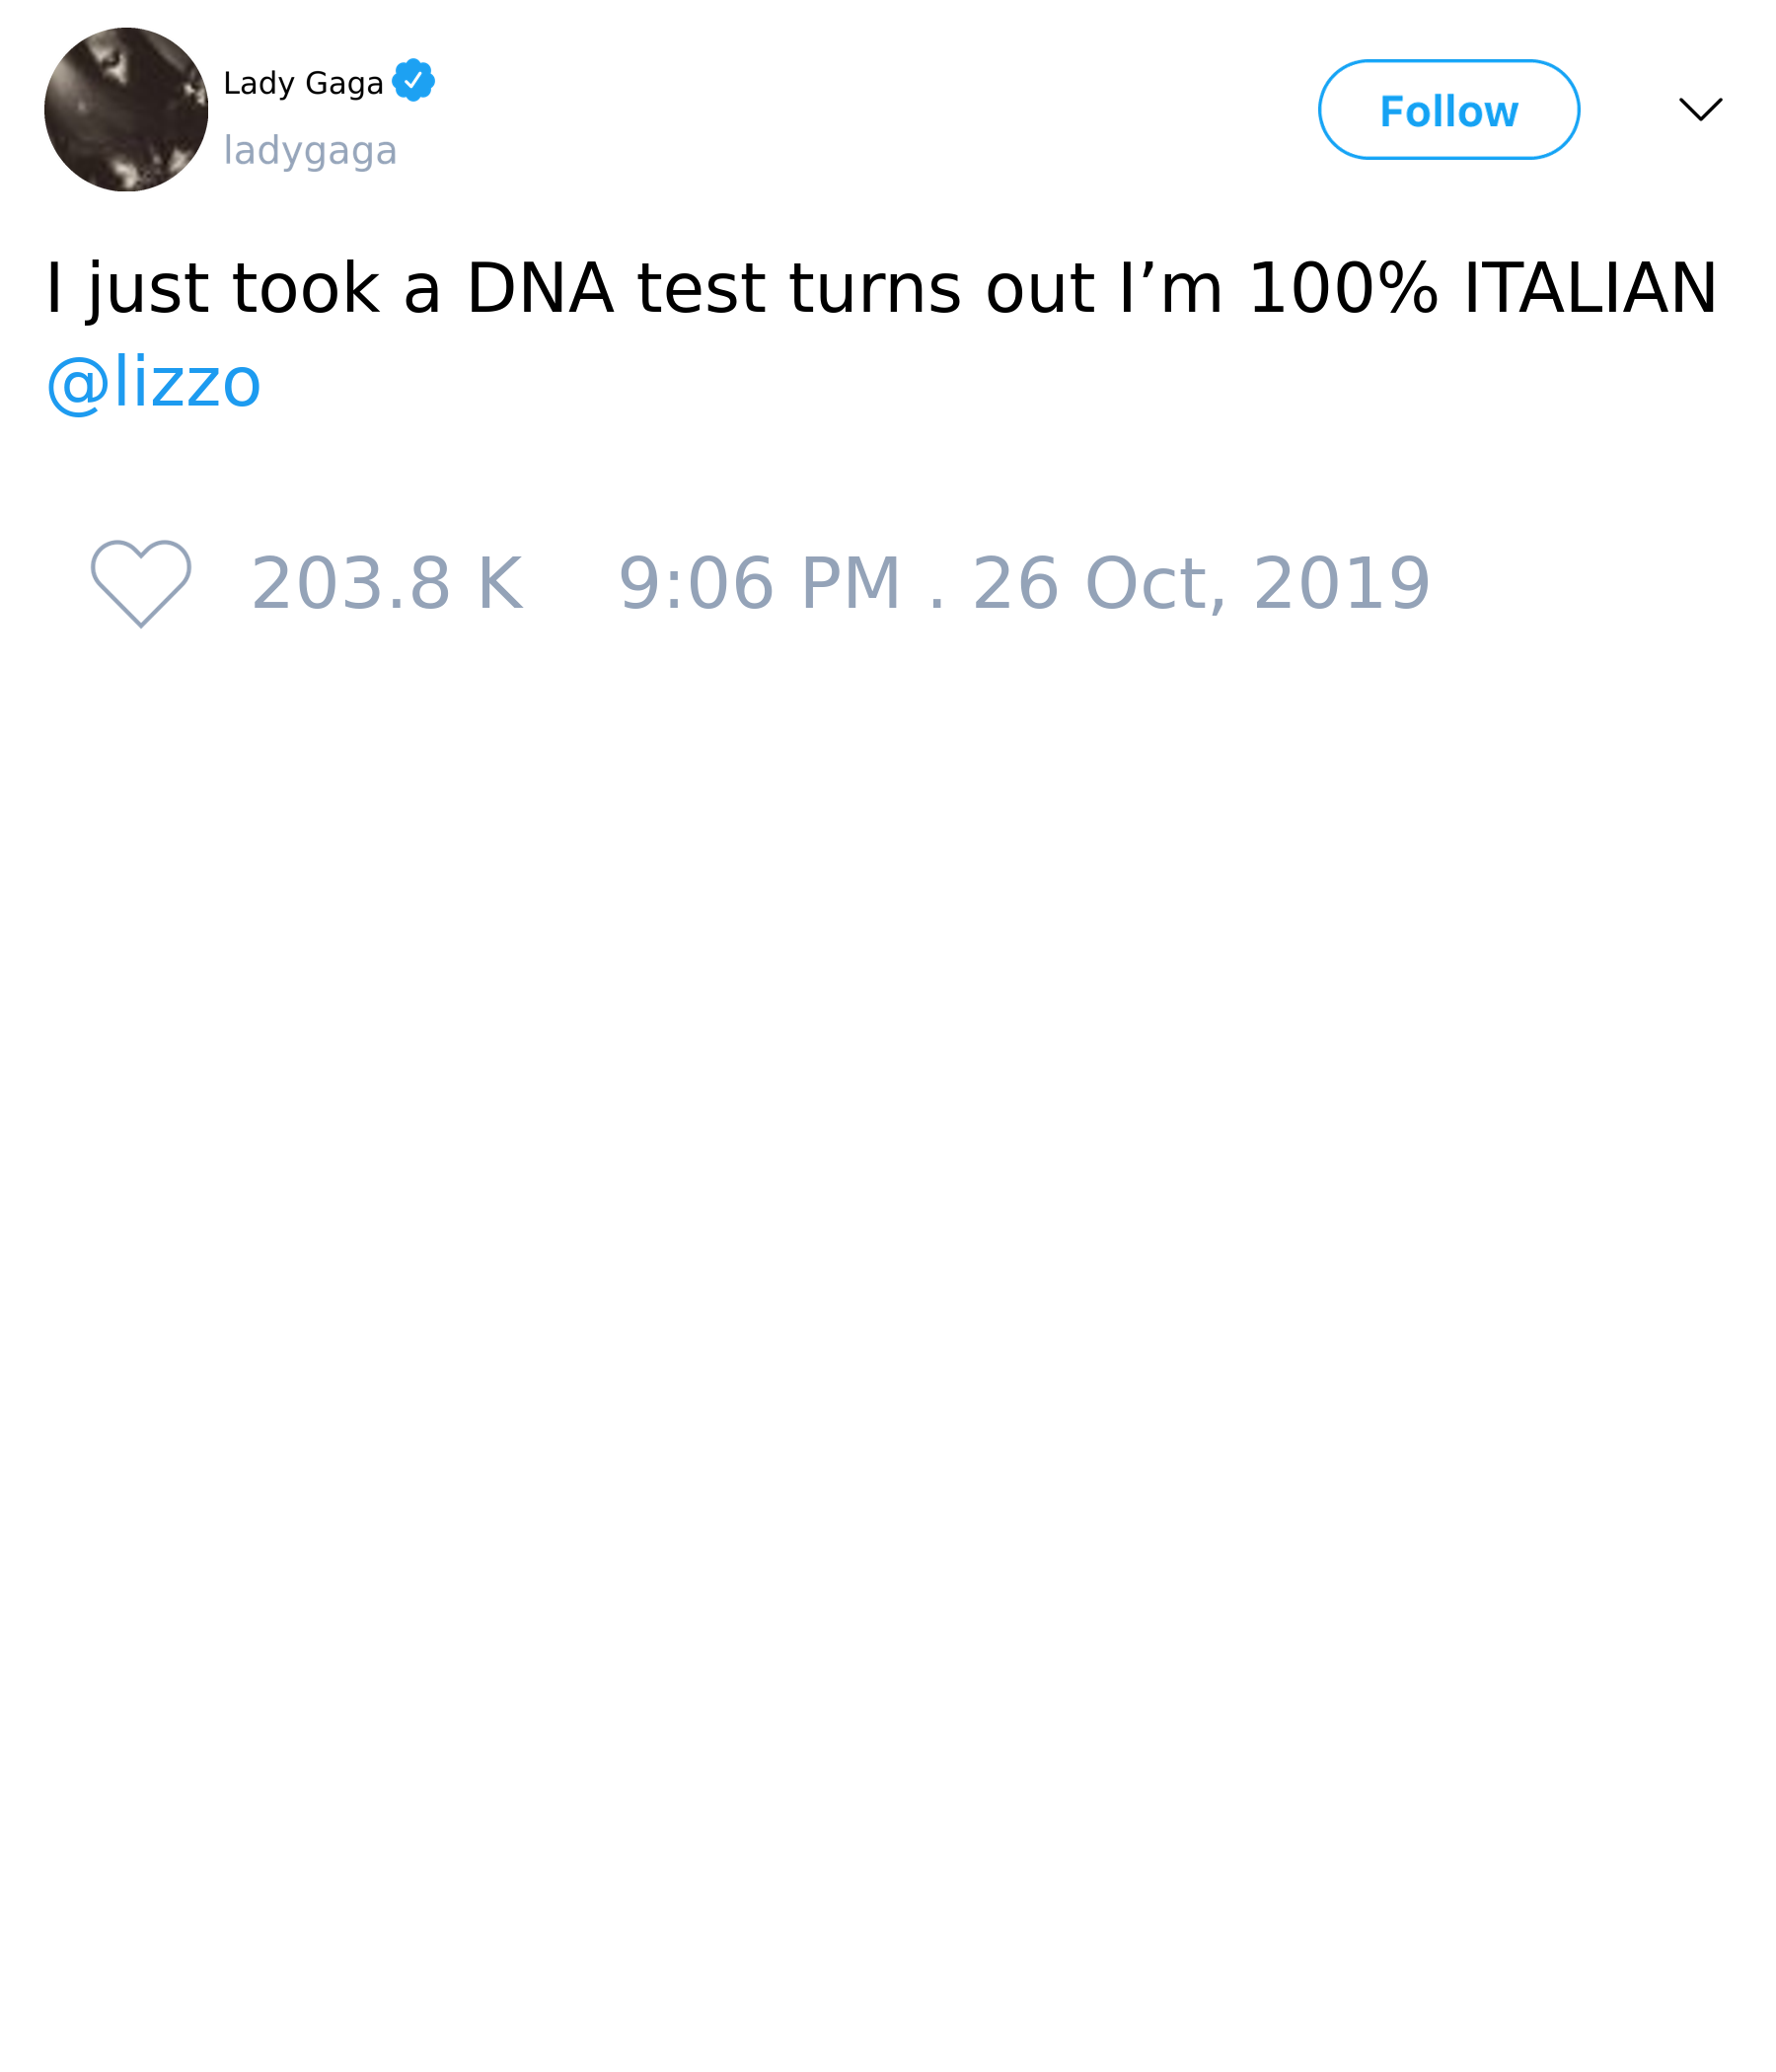 Lady Gaga
ladygaga
Follow
I just took a DNA test turns out I’m 100% ITALIAN
@lizzo
203.8 K 9:06 PM . 26 Oct, 2019